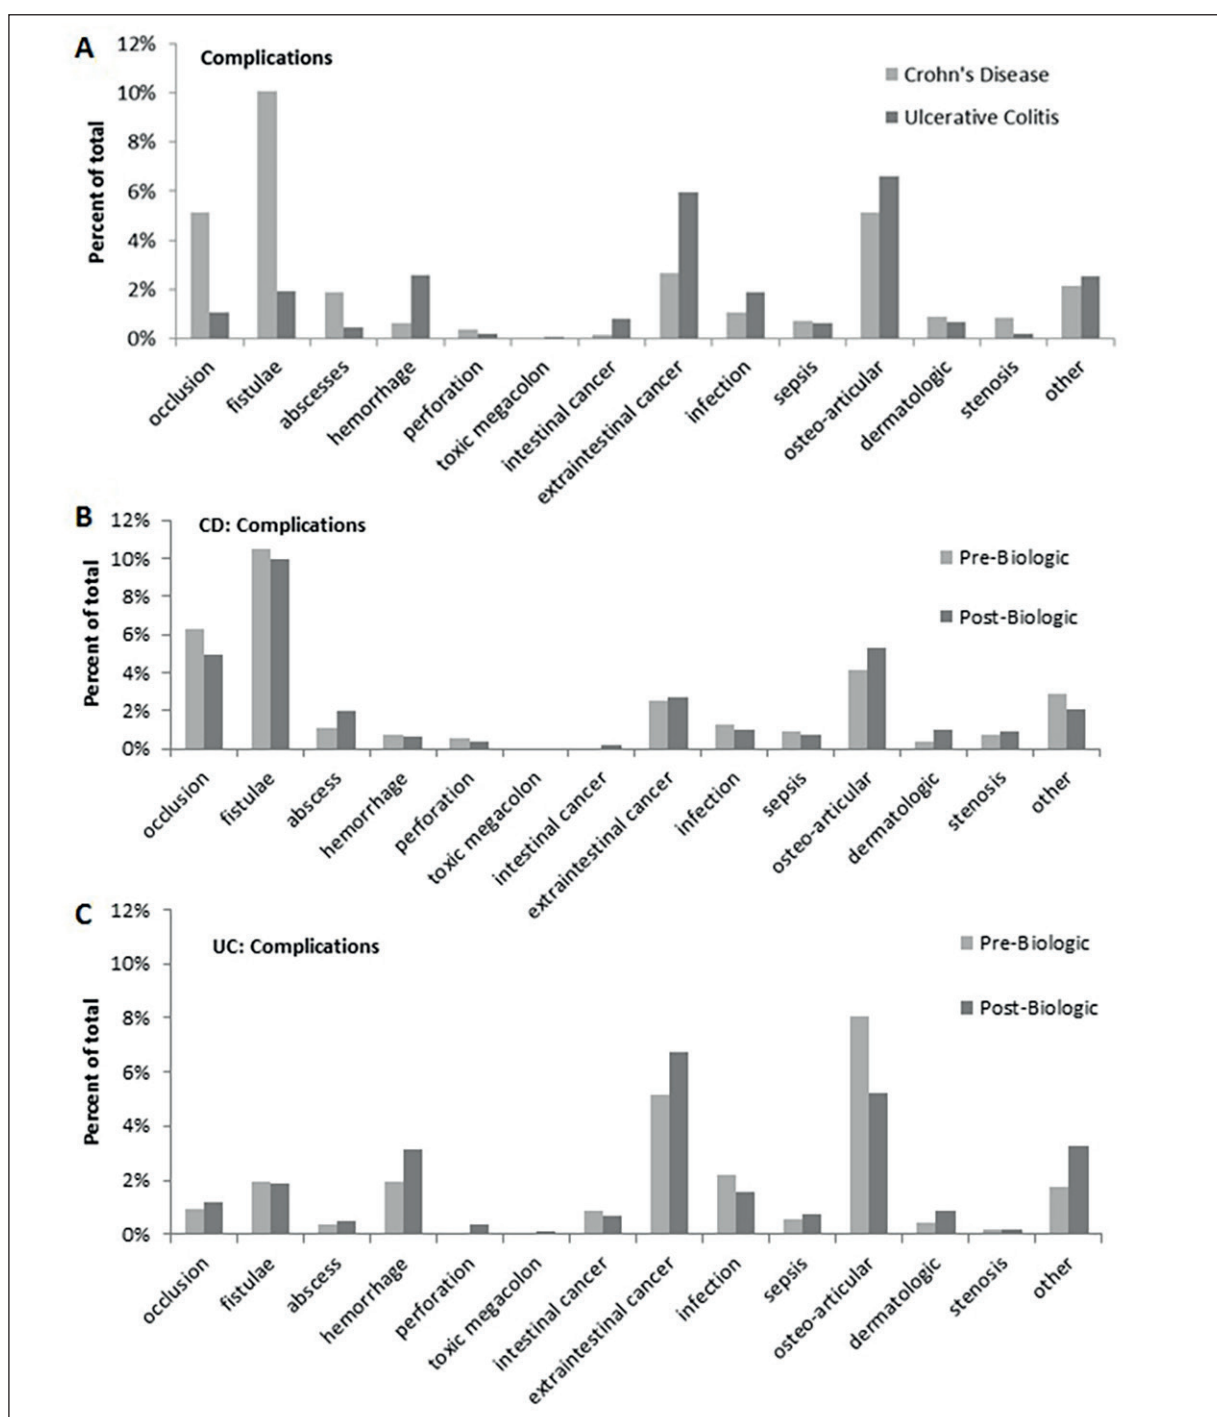 A
Complications
Crohn's Disease
Ulcerative Colitis
Percent of total
12%
10%
8%
6%
4%
2%
0%
occlusion
fistulae
abscesses
hemorrhage
perforation
toxic megacolon
intestinal cancer
extraintestinal cancer
infection
sepsis
osteo-articular
dermatologic
stenosis
other
B
CD: Complications
Pre-Biologic
Post-Biologic
Percent of total
12%
10%
8%
6%
4%
2%
0%
occlusion
fistulae
abscess
hemorrhage
perforation
toxic megacolon
intestinal cancer
extraintestinal cancer
infection
sepsis
osteo-articular
dermatologic
stenosis
other
C
UC: Complications
Pre-Biologic
Post-Biologic
Percent of total
12%
10%
8%
6%
4%
2%
0%
occlusion
fistulae
abscess
hemorrhage
perforation
toxic megacolon
intestinal cancer
extraintestinal cancer
infection
sepsis
osteo-articular
dermatologic
stenosis
other